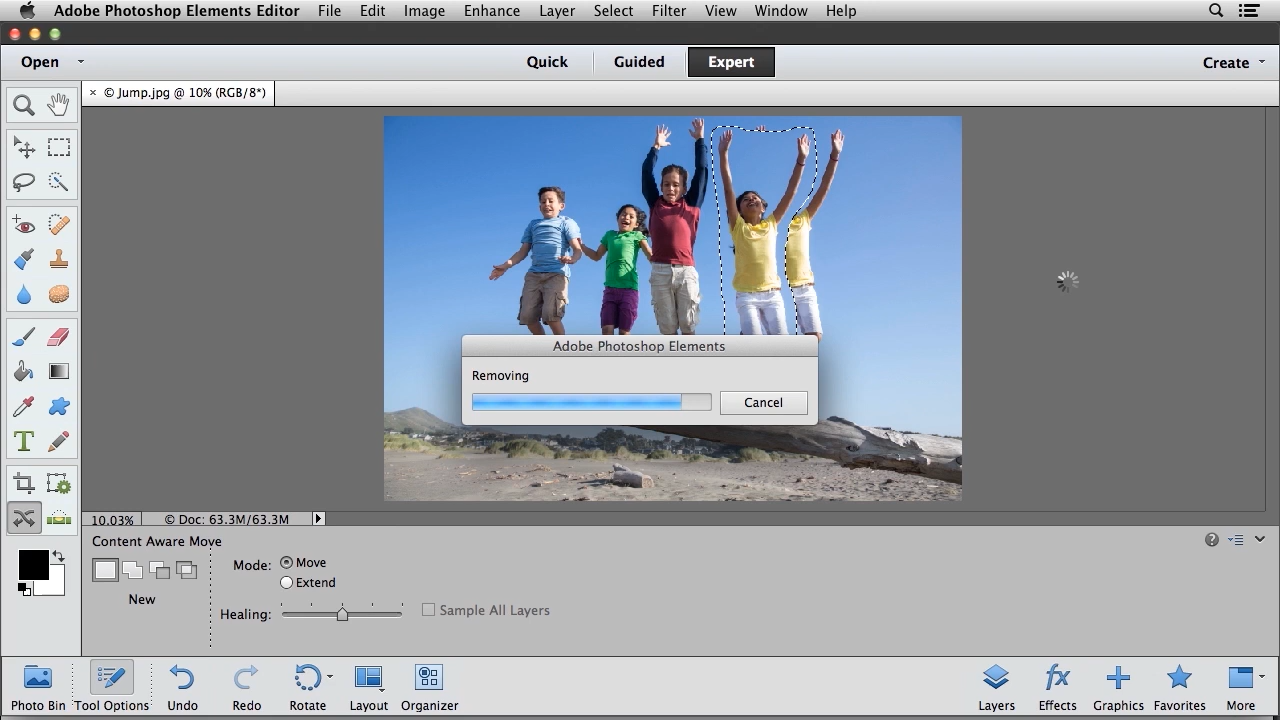 Adobe Photoshop Elements Editor File Edit Image Enhance Layer Select Filter View Window Help
Open Quick Guided Expert Create
× © Jump.jpg @ 10% (RGB/8*)
Adobe Photoshop Elements
Removing
Cancel
10.03% © Doc: 63.3M/63.3M
Content Aware Move
Mode: Move
Extend
New
Healing: Sample All Layers
Photo Bin Tool Options Undo Redo Rotate Layout Organizer Layers Effects Graphics Favorites More